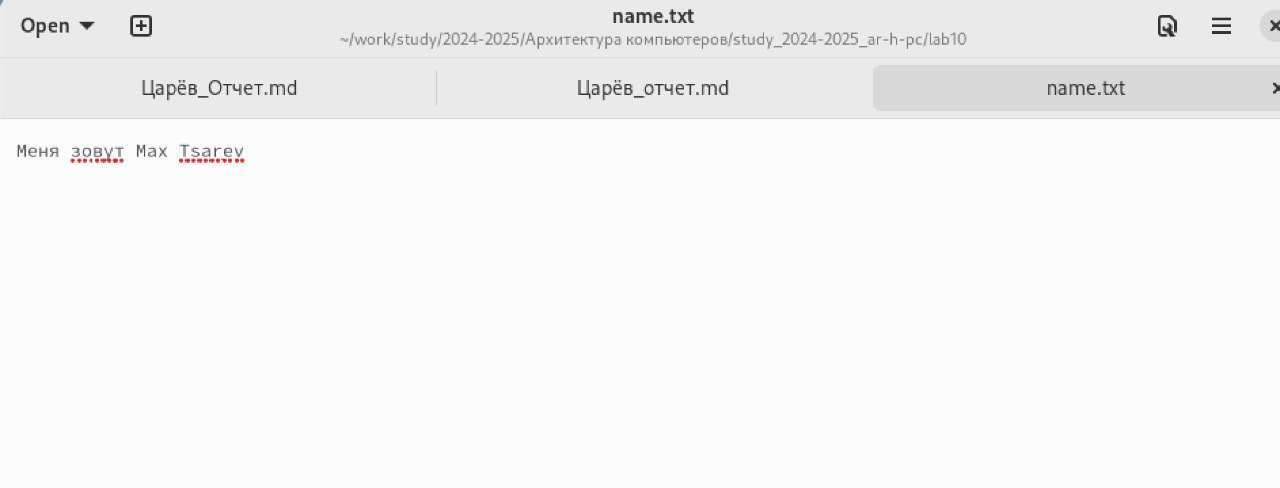 Open
name.txt
~/work/study/2024-2025/Архитектура компьютеров/study_2024-2025_ar-h-pc/lab10
Царёв_Отчет.md
Царёв_отчет.md
name.txt
Меня зовут Max Tsarev